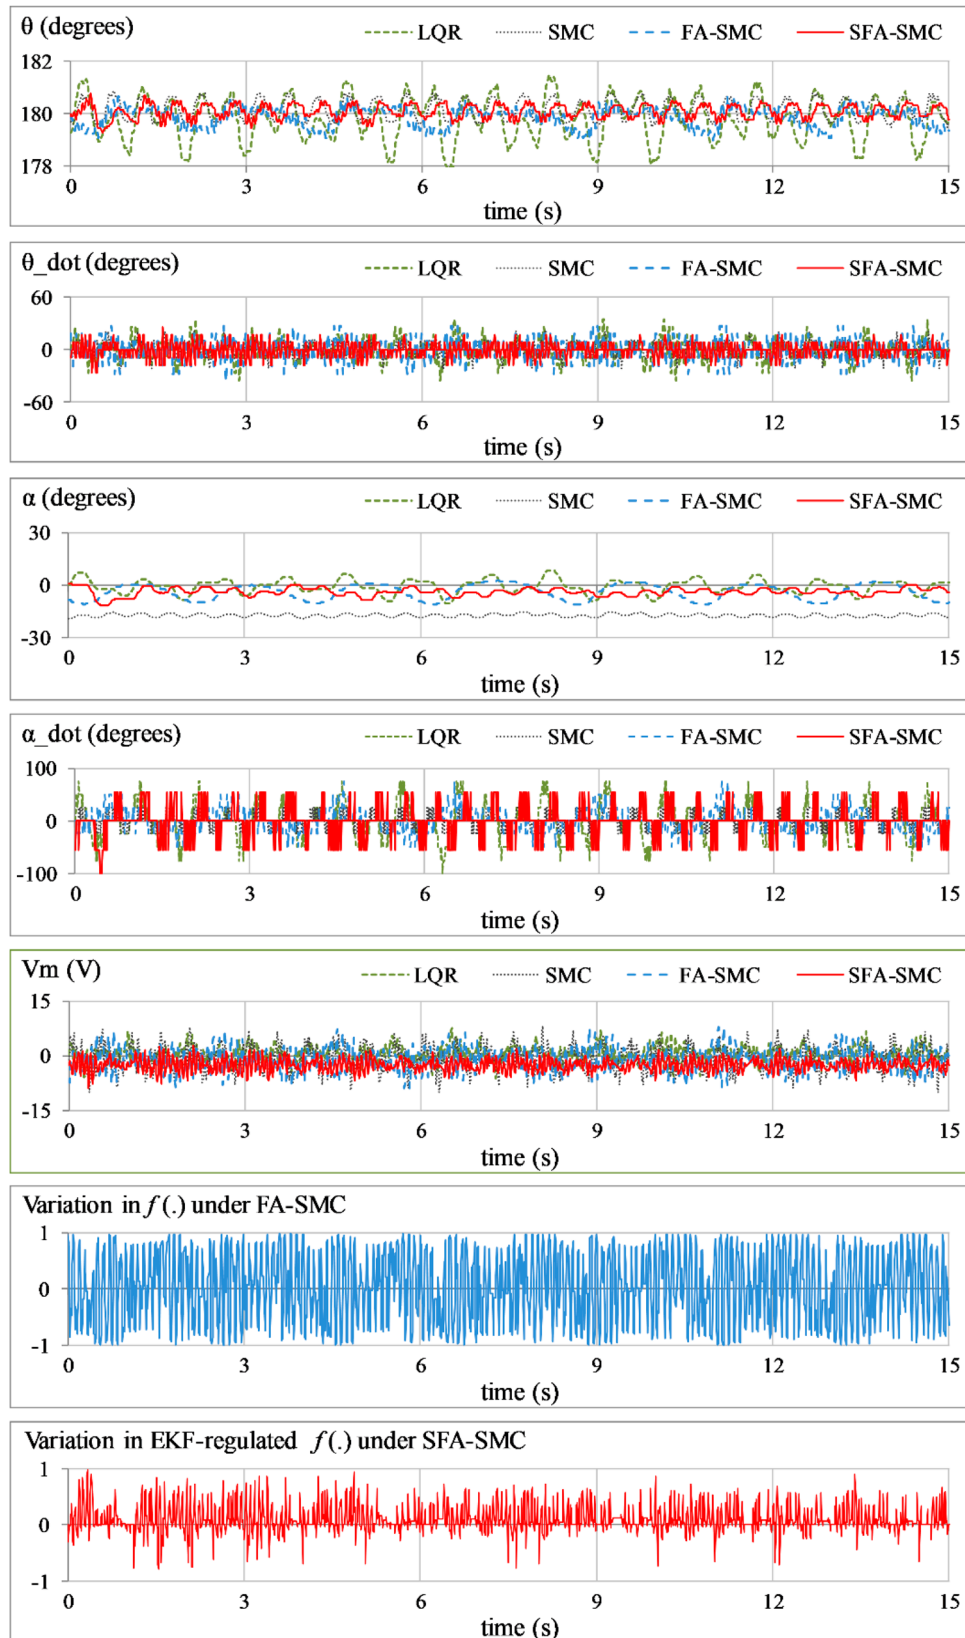 θ (degrees)
LQR SMC FA-SMC SFA-SMC
182
180
178
0 3 6 9 12 15
time (s)
θ_dot (degrees)
LQR SMC FA-SMC SFA-SMC
60
0
-60
0 3 6 9 12 15
time (s)
α (degrees)
LQR SMC FA-SMC SFA-SMC
30
0
-30
0 3 6 9 12 15
time (s)
α_dot (degrees)
LQR SMC FA-SMC SFA-SMC
100
0
-100
0 3 6 9 12 15
time (s)
Vm (V)
LQR SMC FA-SMC SFA-SMC
15
0
-15
0 3 6 9 12 15
time (s)
Variation in f(.) under FA-SMC
1
0
-1
0 3 6 9 12 15
time (s)
Variation in EKF-regulated f(.) under SFA-SMC
1
0
-1
0 3 6 9 12 15
time (s)